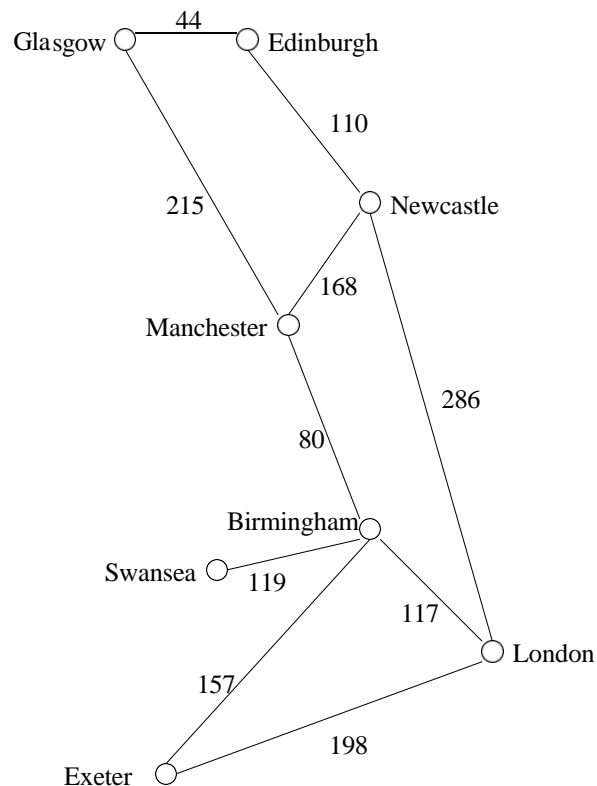 44
Glasgow
Edinburgh
110
215
Newcastle
168
Manchester
286
80
Birmingham
Swansea
119
117
London
157
198
Exeter